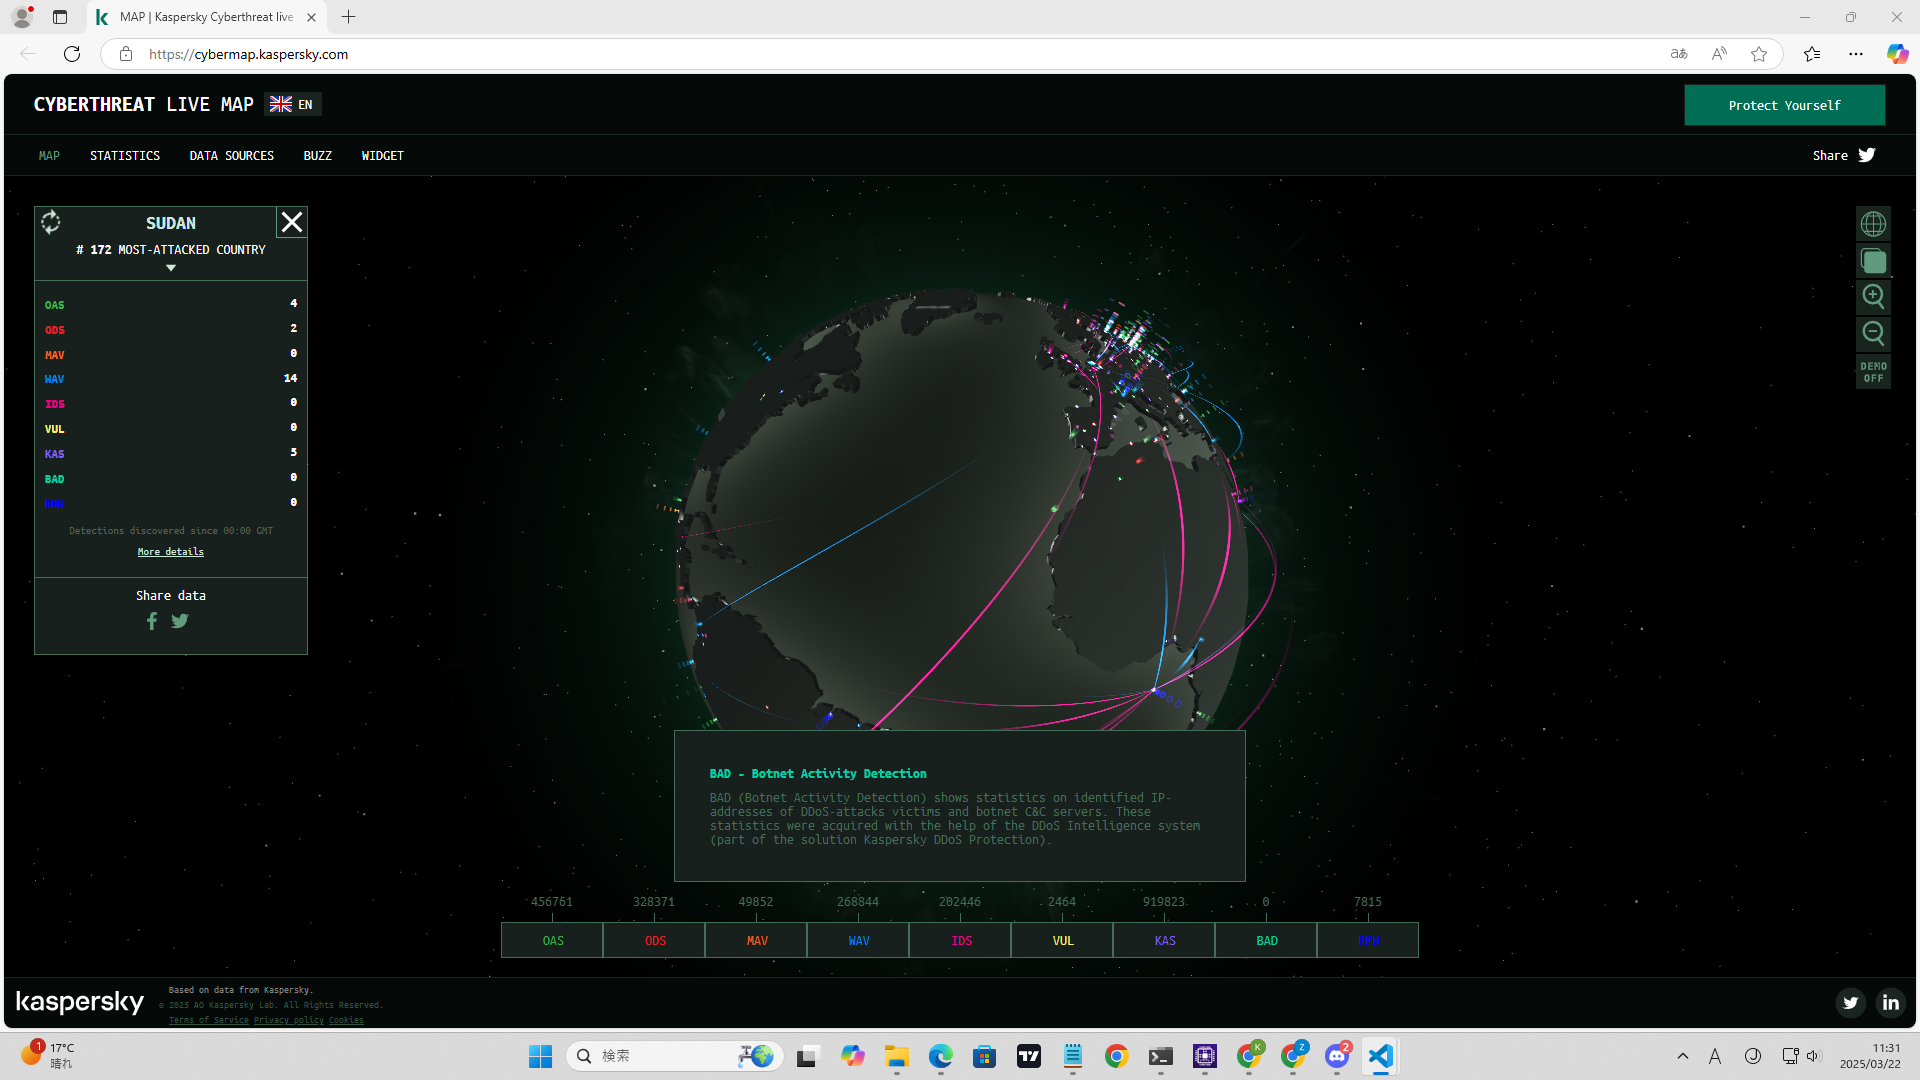 MAP | Kaspersky Cyberthreat live
https://cybermap.kaspersky.com
CYBERTHREAT LIVE MAP EN
Protect Yourself
MAP STATISTICS DATA SOURCES BUZZ WIDGET
Share
SUDAN
# 172 MOST-ATTACKED COUNTRY
OAS 4
ODS 2
MAV 0
WAV 14
IDS 0
VUL 0
KAS 5
BAD 0
RMW 0
Detections discovered since 00:00 GMT
More details
Share data
DEMO
OFF
BAD - Botnet Activity Detection
BAD (Botnet Activity Detection) shows statistics on identified IP-
addresses of DDoS-attacks victims and botnet C&C servers. These
statistics were acquired with the help of the DDoS Intelligence system
(part of the solution Kaspersky DDoS Protection).
456761 328371 49852 268844 202446 2464 919823 0 7815
OAS ODS MAV WAV IDS VUL KAS BAD RMW
kaspersky
Based on data from Kaspersky.
© 2025 AO Kaspersky Lab. All Rights Reserved.
Terms of Service Privacy policy Cookies
1
17°C
晴れ
検索
K
Z
2
A
11:31
2025/03/22